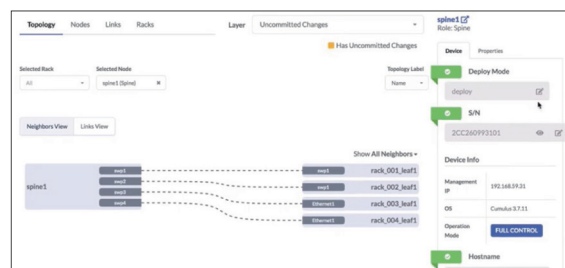 Topology Nodes Links Racks
Layer Uncommitted Changes
Has Uncommitted Changes
Selected Rack Selected Node Topology Label
All spine1 (Spine) Name
Neighbors View Links View
Show All Neighbors
spine1
swp1 swp1 rack_001_leaf1
swp2 swp1 rack_002_leaf1
swp3 Ethernet1 rack_003_leaf1
swp4 Ethernet1 rack_004_leaf1
spine1
Role: Spine
Device Properties
Deploy Mode
deploy
S/N
2CC260993101
Device Info
Management IP 192.168.59.31
OS Cumulus 3.7.11
Operation Mode FULL CONTROL
Hostname